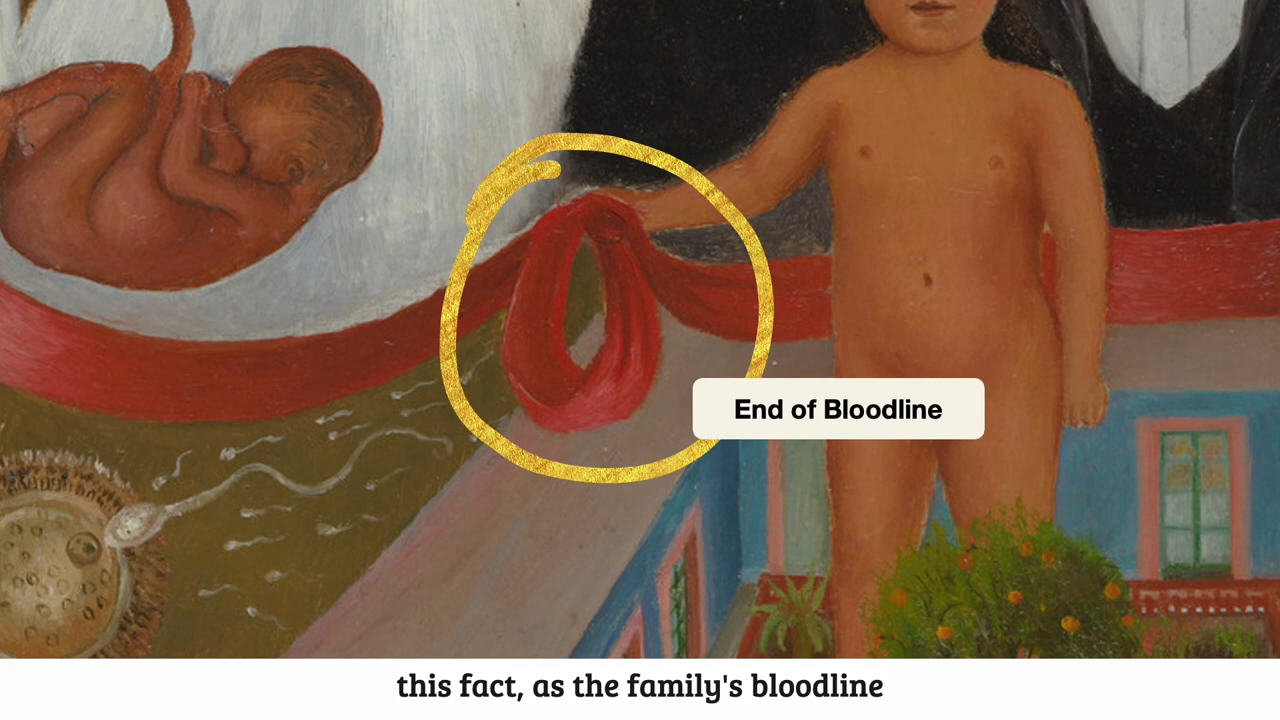 End of Bloodline
this fact, as the family's bloodline